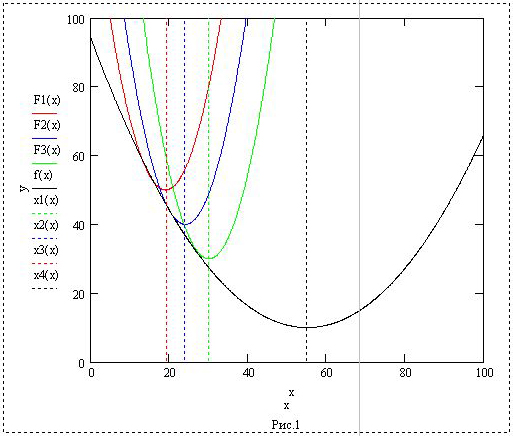 100
80
60
40
20
0
F1(x)
F2(x)
F3(x)
f(x)
x1(x)
x2(x)
x3(x)
x4(x)
y
0 20 40 60 80 100
x
x
Рис.1